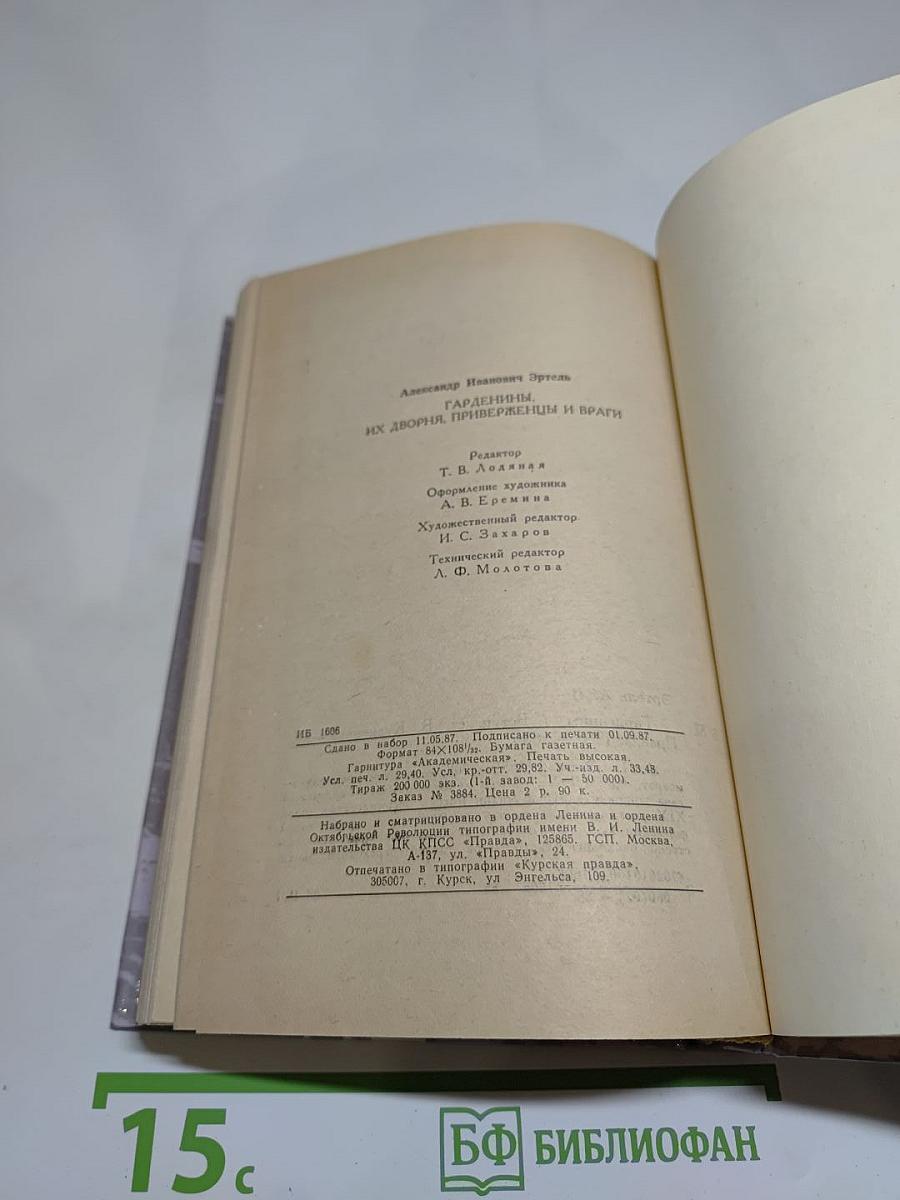 Александр Иванович Эртель
ГАРДЕНИНЫ,
ИХ ДВОРНЯ, ПРИВЕРЖЕНЦЫ И ВРАГИ
Редактор
Т. В. Лодяная
Оформление художника
А. В. Еремина
Художественный редактор
И. С. Захаров
Технический редактор
Л. Ф. Молотова
ИБ 1606
Сдано в набор 11.05.87. Подписано к печати 01.09.87.
Формат 84×108 1/32. Бумага газетная.
Гарнитура «Академическая». Печать высокая.
Усл. печ. л. 29,40. Усл. кр.-отт. 29,82. Уч.-изд. л. 33,48.
Тираж 200 000 экз. (1-й завод: 1 — 50 000).
Заказ № 3884. Цена 2 р. 90 к.
Набрано и сматрицировано в ордена Ленина и ордена
Октябрьской Революции типографии имени В. И. Ленина
издательства ЦК КПСС «Правда», 125865. ГСП. Москва,
А-137, ул. «Правды», 24.
Отпечатано в типографии «Курская правда»,
305007, г. Курск, ул Энгельса, 109.
15 с
БФ БИБЛИОФАН